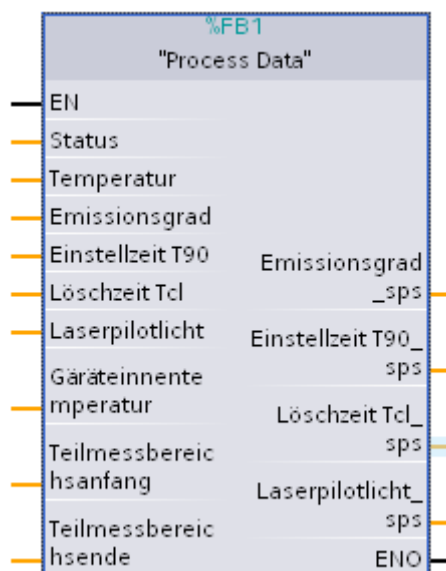 %FB1
"Process Data"
EN
Status
Temperatur
Emissionsgrad
Einstellzeit T90
Löschzeit Tcl
Laserpilotlicht
Gäräteinnente
mperatur
Teilmessbereic
hsanfang
Teilmessbereic
hsende
Emissionsgrad
_sps
Einstellzeit T90_
sps
Löschzeit Tcl_
sps
Laserpilotlicht_
sps
ENO